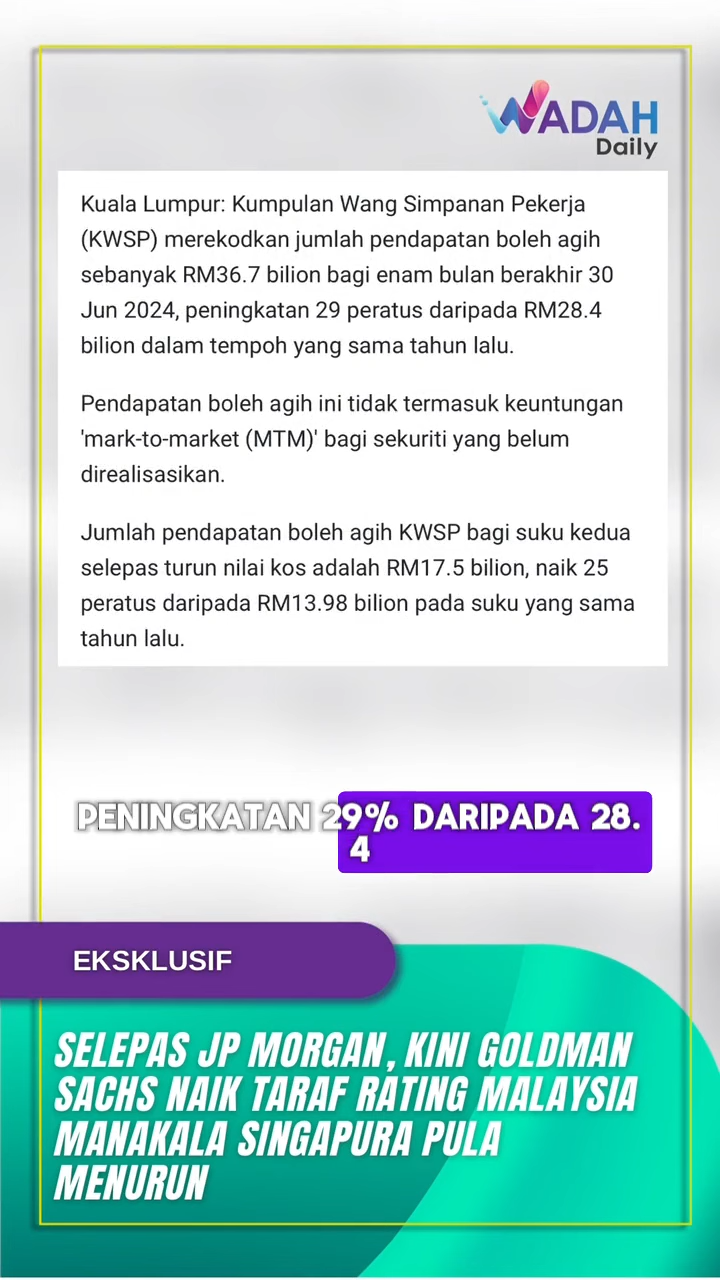 WADAH
Daily
Kuala Lumpur: Kumpulan Wang Simpanan Pekerja
(KWSP) merekodkan jumlah pendapatan boleh agih
sebanyak RM36.7 bilion bagi enam bulan berakhir 30
Jun 2024, peningkatan 29 peratus daripada RM28.4
bilion dalam tempoh yang sama tahun lalu.
Pendapatan boleh agih ini tidak termasuk keuntungan
'mark-to-market (MTM)' bagi sekuriti yang belum
direalisasikan.
Jumlah pendapatan boleh agih KWSP bagi suku kedua
selepas turun nilai kos adalah RM17.5 bilion, naik 25
peratus daripada RM13.98 bilion pada suku yang sama
tahun lalu.
PENINGKATAN 29% DARIPADA 28.
4
EKSKLUSIF
SELEPAS JP MORGAN, KINI GOLDMAN
SACHS NAIK TARAF RATING MALAYSIA
MANAKALA SINGAPURA PULA
MENURUN